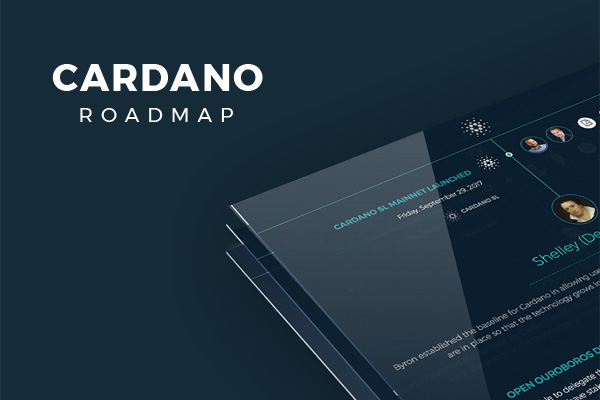 CARDANO
ROADMAP
CARDANO SL MAINNET LAUNCHED
Friday, September 29, 2017
CARDANO SL
Shelley (De
Byron established the baseline for Cardano in allowing use
are in place so that the technology grows in
OPEN OUROBOROS D
le to delegate th